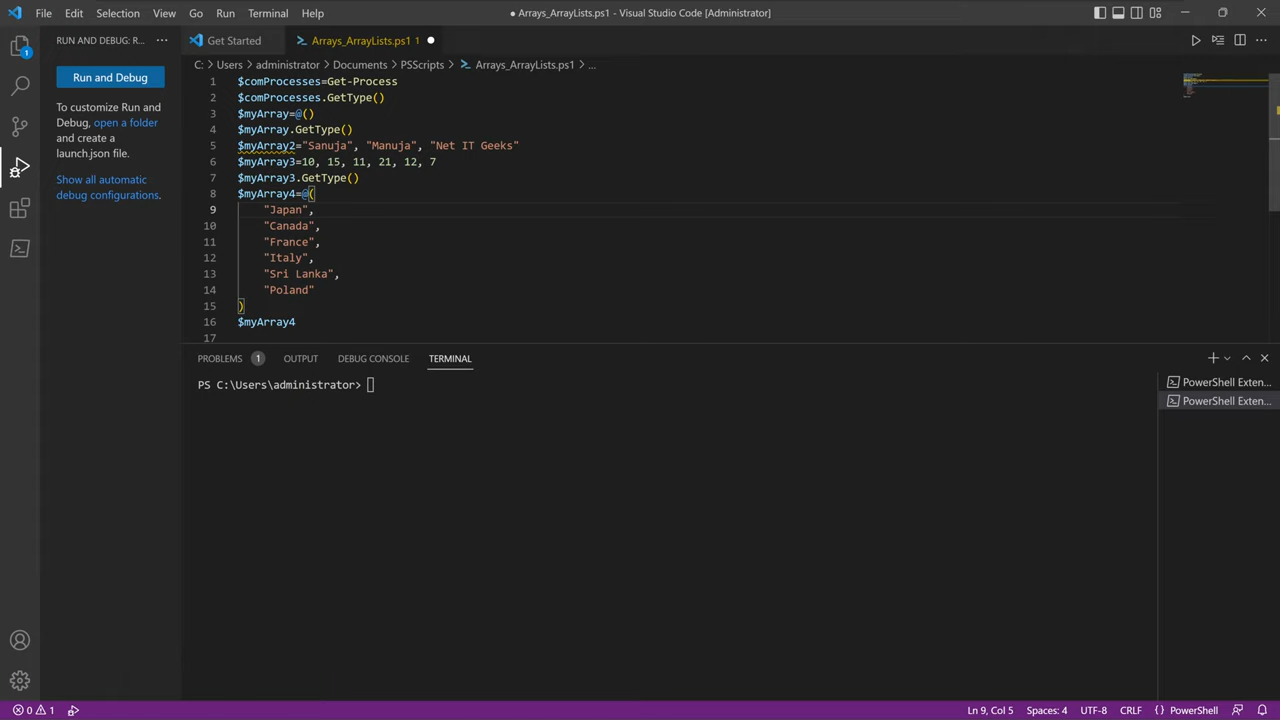 File Edit Selection View Go Run Terminal Help ● Arrays_ArrayLists.ps1 - Visual Studio Code [Administrator]
RUN AND DEBUG: R... ··· Get Started Arrays_ArrayLists.ps1 1 ●
C: > Users > administrator > Documents > PSScripts > Arrays_ArrayLists.ps1 > ...
1 $comProcesses=Get-Process
2 $comProcesses.GetType()
3 $myArray=@()
4 $myArray.GetType()
5 $myArray2="Sanuja", "Manuja", "Net IT Geeks"
6 $myArray3=10, 15, 11, 21, 12, 7
7 $myArray3.GetType()
8 $myArray4=@(
9 "Japan",
10 "Canada",
11 "France",
12 "Italy",
13 "Sri Lanka",
14 "Poland"
15 )
16 $myArray4
17
1
Run and Debug
To customize Run and
Debug, open a folder
and create a
launch.json file.
Show all automatic
debug configurations.
PROBLEMS 1 OUTPUT DEBUG CONSOLE TERMINAL
PS C:\Users\administrator>
PowerShell Exten...
PowerShell Exten...
0 1 Ln 9, Col 5 Spaces: 4 UTF-8 CRLF { } PowerShell